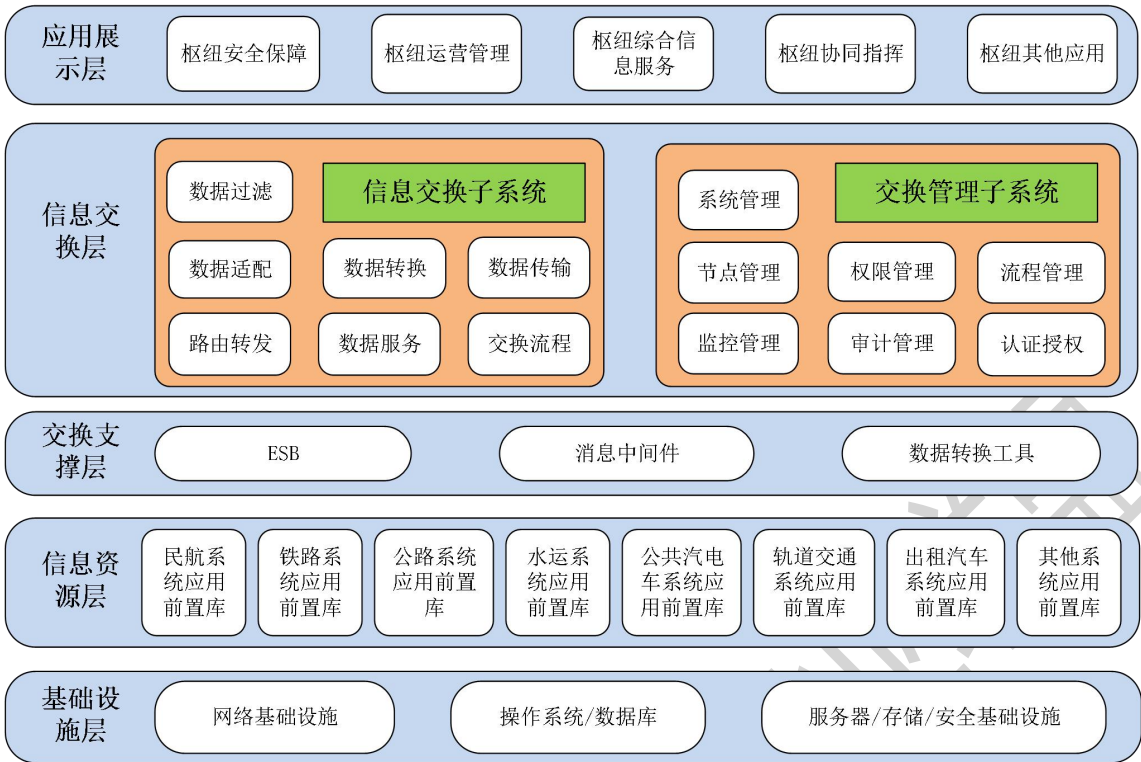 应用展
示层
枢纽安全保障
枢纽运营管理
枢纽综合信
息服务
枢纽协同指挥
枢纽其他应用
信息交
换层
数据过滤
信息交换子系统
数据适配
数据转换
数据传输
路由转发
数据服务
交换流程
系统管理
交换管理子系统
节点管理
权限管理
流程管理
监控管理
审计管理
认证授权
交换支
撑层
ESB
消息中间件
数据转换工具
信息资
源层
民航系
统应用
前置库
铁路系
统应用
前置库
公路系统
应用前置
库
水运系
统应用
前置库
公共汽电
车系统应
用前置库
轨道交通
系统应用
前置库
出租汽车
系统应用
前置库
其他系
统应用
前置库
基础设
施层
网络基础设施
操作系统/数据库
服务器/存储/安全基础设施